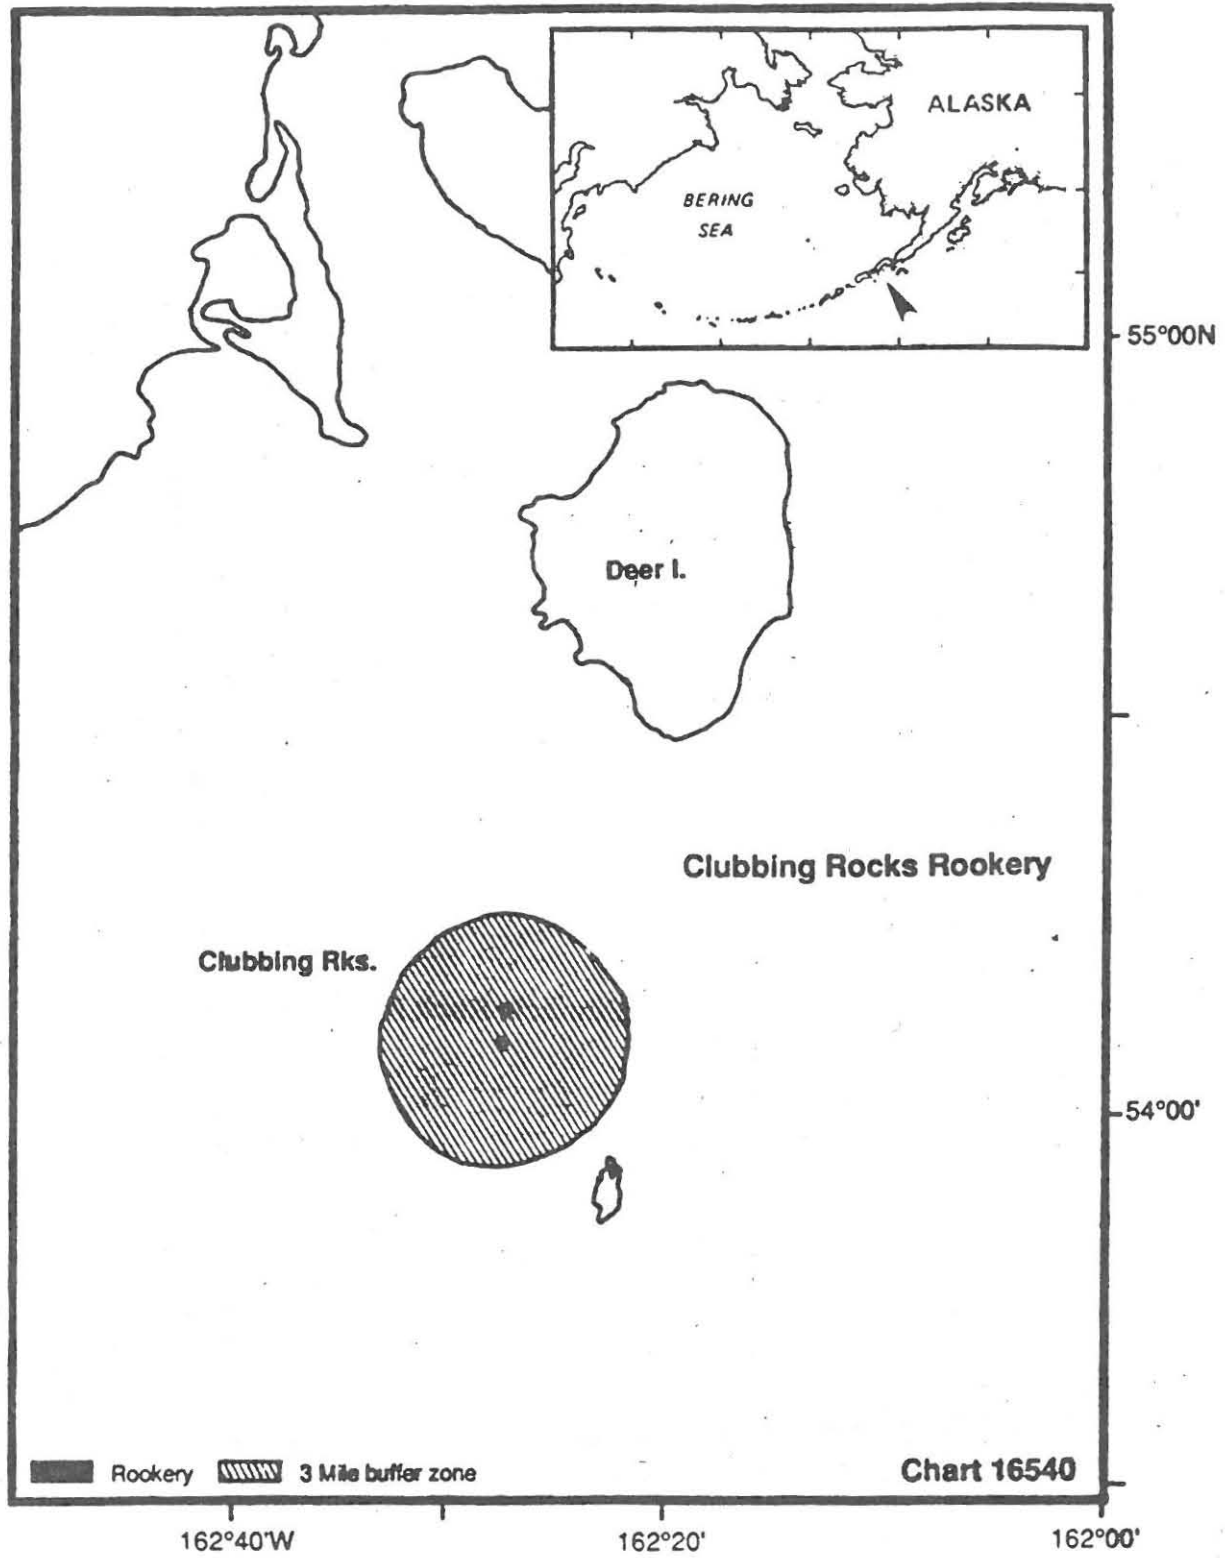 ALASKA
BERING
SEA
55°00N
Deer I.
Clubbing Rocks Rookery
Clubbing Rks.
54°00'
Rookery
3 Mile buffer zone
Chart 16540
162°40'W
162°20'
162°00'